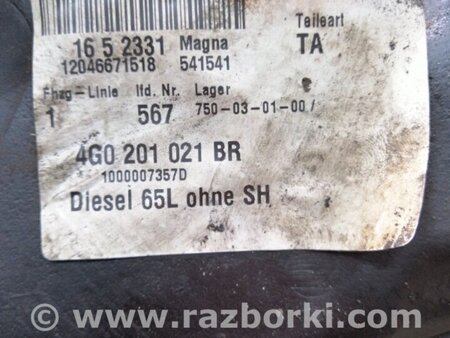 Teileart
16 5 2331 Magna TA
12046671518 541541
Fhzg-Linie lfd. Nr. Lager
1 567 750-03-01-00/
4G0 201 021 BR
1000007357D
Diesel 65L ohne SH
www.razborki.com